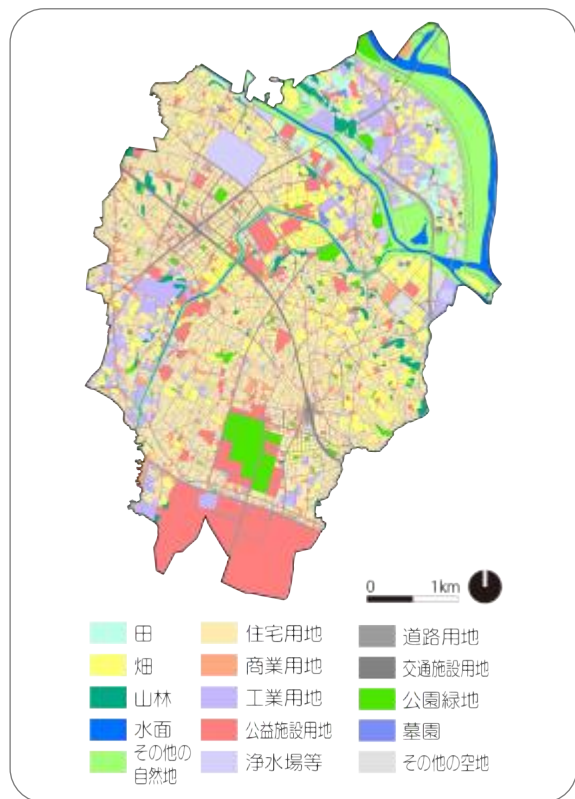 0 1km
田
畑
山林
水面
その他の
自然地
住宅用地
商業用地
工業用地
公益施設用地
浄水場等
道路用地
交通施設用地
公園緑地
墓園
その他の空地